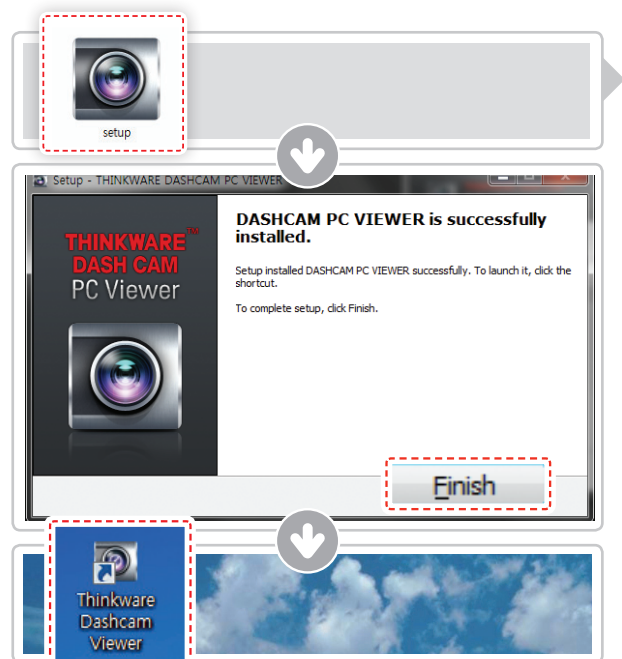 setup
Setup - THINKWARE DASHCAM PC VIEWER
THINKWARE™
DASH CAM
PC Viewer
DASHCAM PC VIEWER is successfully
installed.
Setup installed DASHCAM PC VIEWER successfully. To launch it, click the
shortcut.
To complete setup, click Finish.
Finish
Thinkware
Dashcam
Viewer